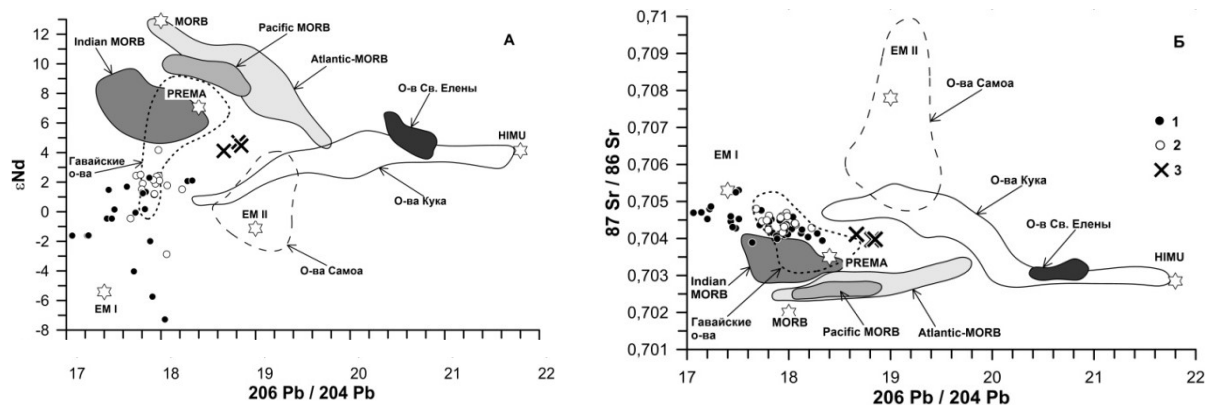 13
12
10
8
6
4
2
0
-2
-4
-6
-8
εNd
MORB
Pacific MORB
А
Indian MORB
Atlantic-MORB
PREMA
О-в Св. Елены
HIMU
Гавайские
о-ва
EM II
О-ва Кука
О-ва Самоа
EM I
17 18 19 20 21 22
206 Pb / 204 Pb
0,71
0,709
0,708
0,707
0,706
0,705
0,704
0,703
0,702
0,701
87 Sr / 86 Sr
EM II
Б
О-ва Самоа
1
2
3
EM I
О-ва Кука
О-в Св. Елены
HIMU
PREMA
Indian
MORB
Гавайские
о-ва
MORB
Pacific MORB
Atlantic-MORB
17 18 19 20 21 22
206 Pb / 204 Pb